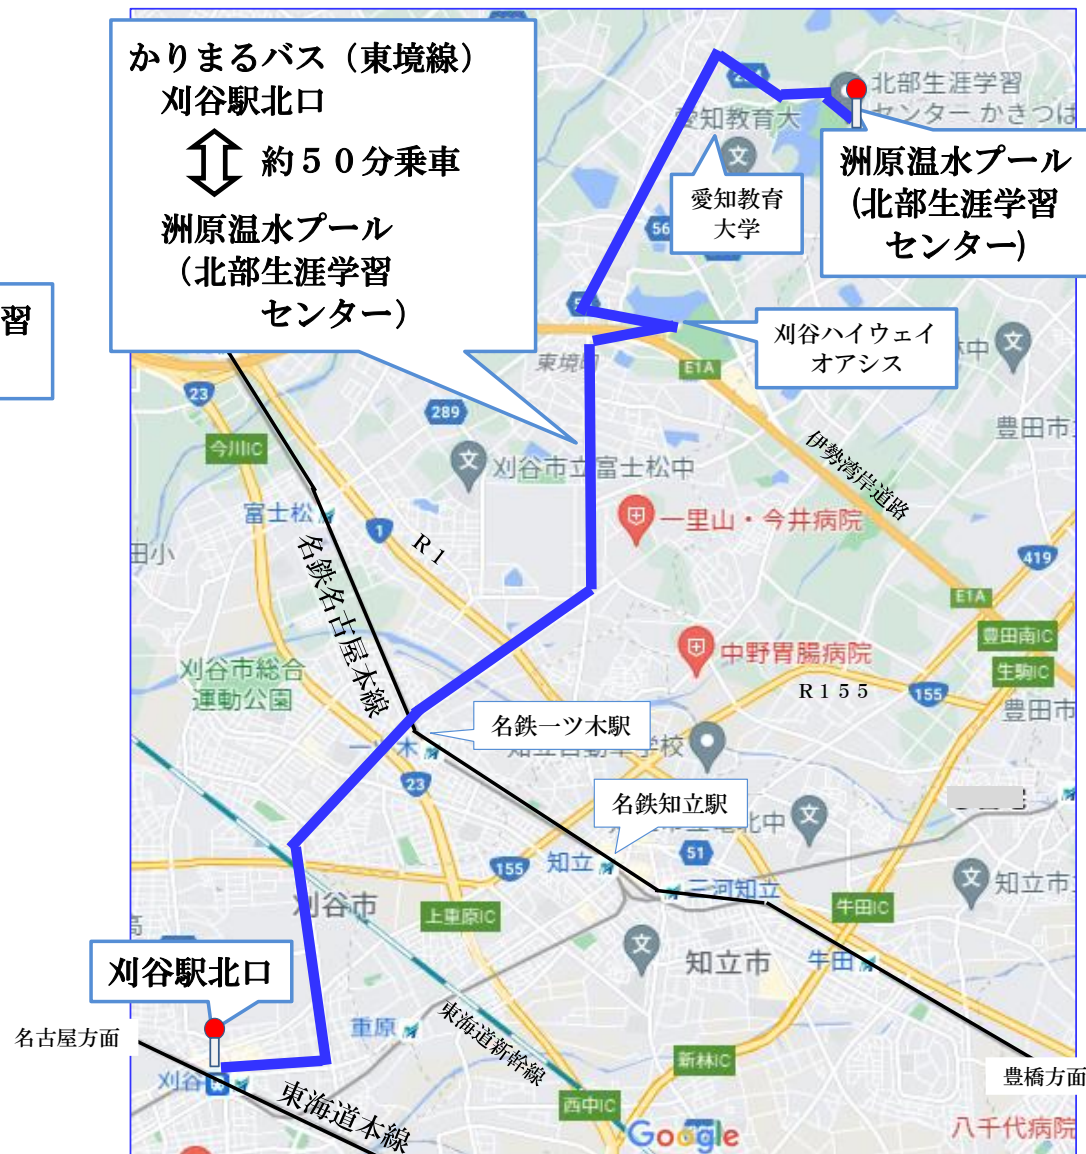 かりまるバス（東境線）
刈谷駅北口
約５０分乗車
洲原温水プール
（北部生涯学習
センター）
習
北部生涯学習
センター かきつば
愛知教育大
洲原温水プール
(北部生涯学習
センター)
愛知教育
大学
刈谷ハイウェイ
オアシス
東境町
E1A
23
289
今川IC
刈谷市立富士松中
豊田市
伊勢湾岸道路
富士松
1
R１
一里山・今井病院
田小
419
E1A
名鉄名古屋本線
豊田南IC
生駒IC
中野胃腸病院
刈谷市総合
運動公園
R１５５
155
豊田市
名鉄一ツ木駅
一ツ木
知立自動車学校
23
名鉄知立駅
51
155
知立
三河知立
知立市
刈谷市
上重原IC
牛田IC
知立市
牛田
刈谷駅北口
名古屋方面
重原
東海道新幹線
新林IC
豊橋方面
刈谷
東海道本線
西中IC
Google
八千代病院